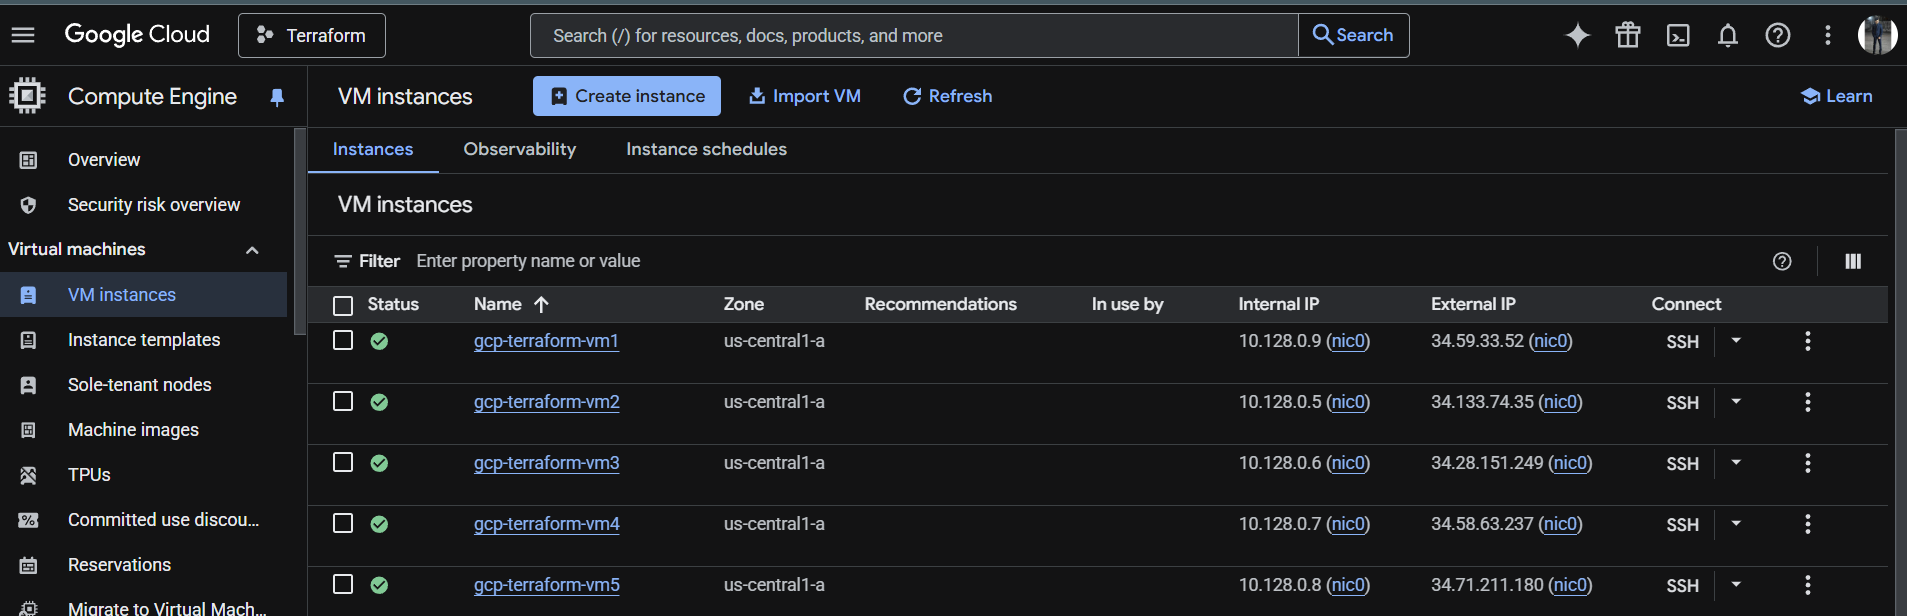 Google Cloud
Terraform
Search (/) for resources, docs, products, and more
Search
Compute Engine
VM instances
Create instance
Import VM
Refresh
Learn
Overview
Security risk overview
Virtual machines
VM instances
Instance templates
Sole-tenant nodes
Machine images
TPUs
Committed use discou...
Reservations
Migrate to Virtual Mach...
Instances Observability Instance schedules
VM instances
Filter Enter property name or value
Status Name Zone Recommendations In use by Internal IP External IP Connect
gcp-terraform-vm1 us-central1-a 10.128.0.9 (nic0) 34.59.33.52 (nic0) SSH
gcp-terraform-vm2 us-central1-a 10.128.0.5 (nic0) 34.133.74.35 (nic0) SSH
gcp-terraform-vm3 us-central1-a 10.128.0.6 (nic0) 34.28.151.249 (nic0) SSH
gcp-terraform-vm4 us-central1-a 10.128.0.7 (nic0) 34.58.63.237 (nic0) SSH
gcp-terraform-vm5 us-central1-a 10.128.0.8 (nic0) 34.71.211.180 (nic0) SSH